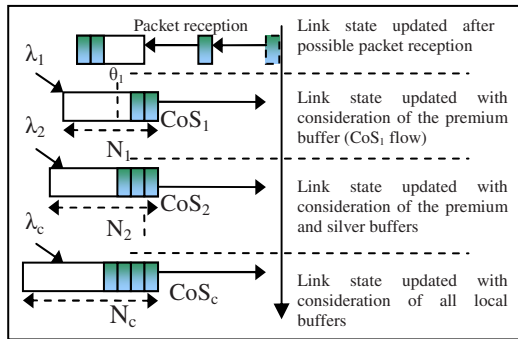 Packet reception
Link state updated after
possible packet reception
λ1
θ1
CoS1
N1
Link state updated with
consideration of the premium
buffer (CoS1 flow)
λ2
CoS2
N2
Link state updated with
consideration of the premium
and silver buffers
λc
CoSc
Nc
Link state updated with
consideration of all local
buffers